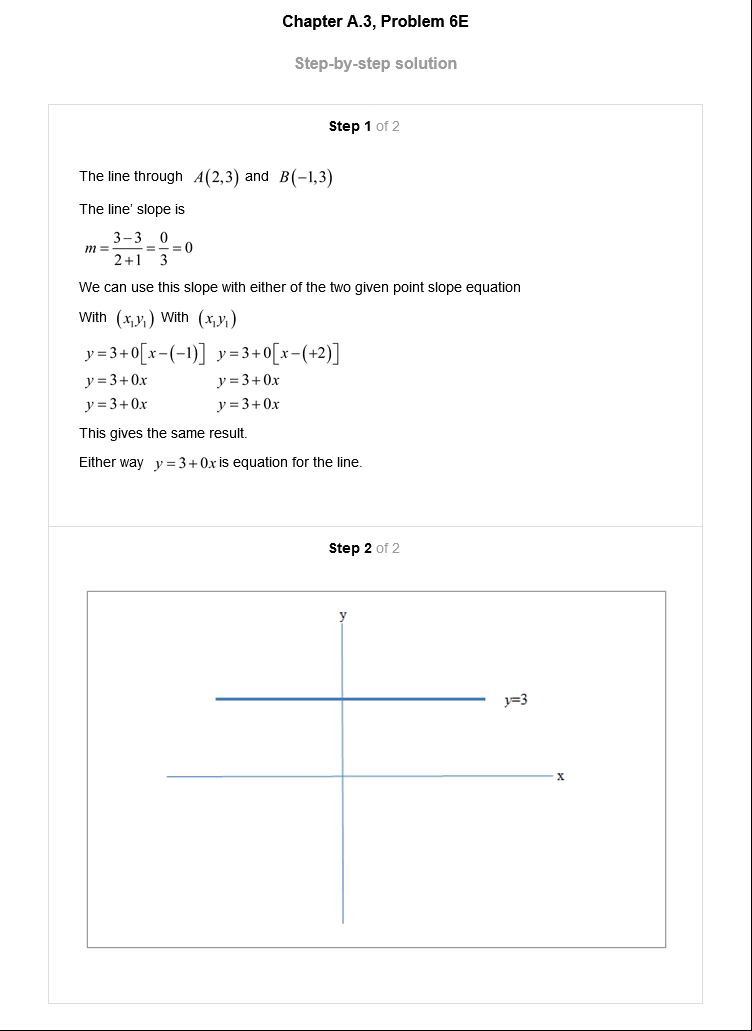 Chapter A.3, Problem 6E
Step-by-step solution
Step 1 of 2
The line through A(2,3) and B(−1,3)
The line' slope is
m = 3−3/2+1 = 0/3 = 0
We can use this slope with either of the two given point slope equation
With (x₁y₁) With (x₁y₁)
y = 3+0[x−(−1)] y = 3+0[x−(+2)]
y = 3+0x y = 3+0x
y = 3+0x y = 3+0x
This gives the same result.
Either way y = 3+0x is equation for the line.
Step 2 of 2
y
y=3
x